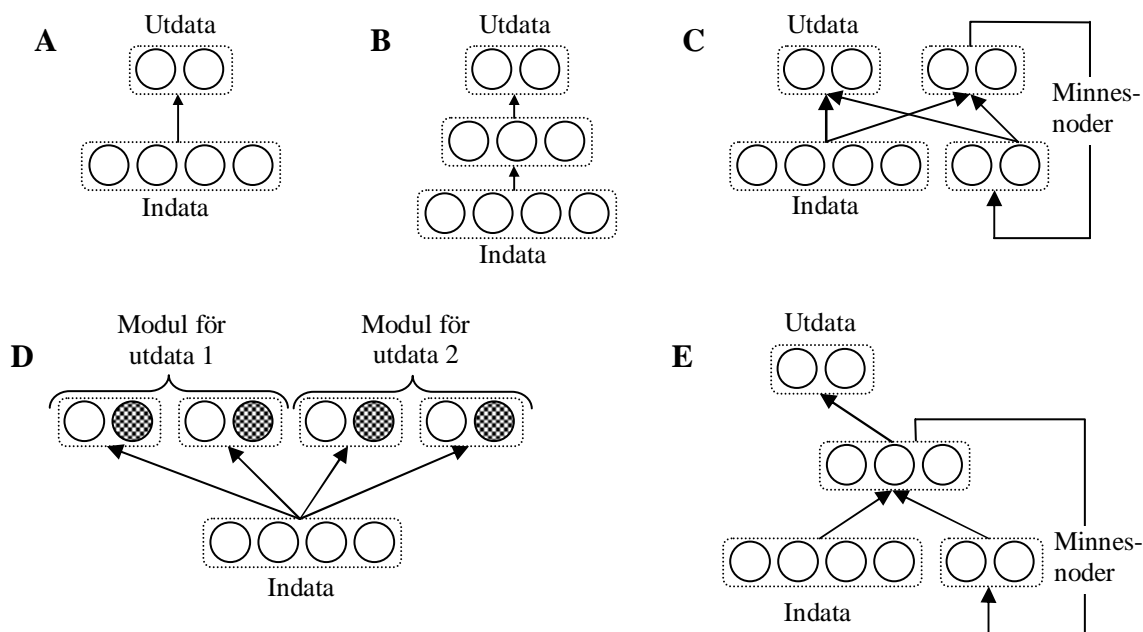 A
Utdata
Indata
B
Utdata
Indata
C
Utdata
Indata
Minnes-
noder
D
Modul för
utdata 1
Modul för
utdata 2
Indata
E
Utdata
Indata
Minnes-
noder